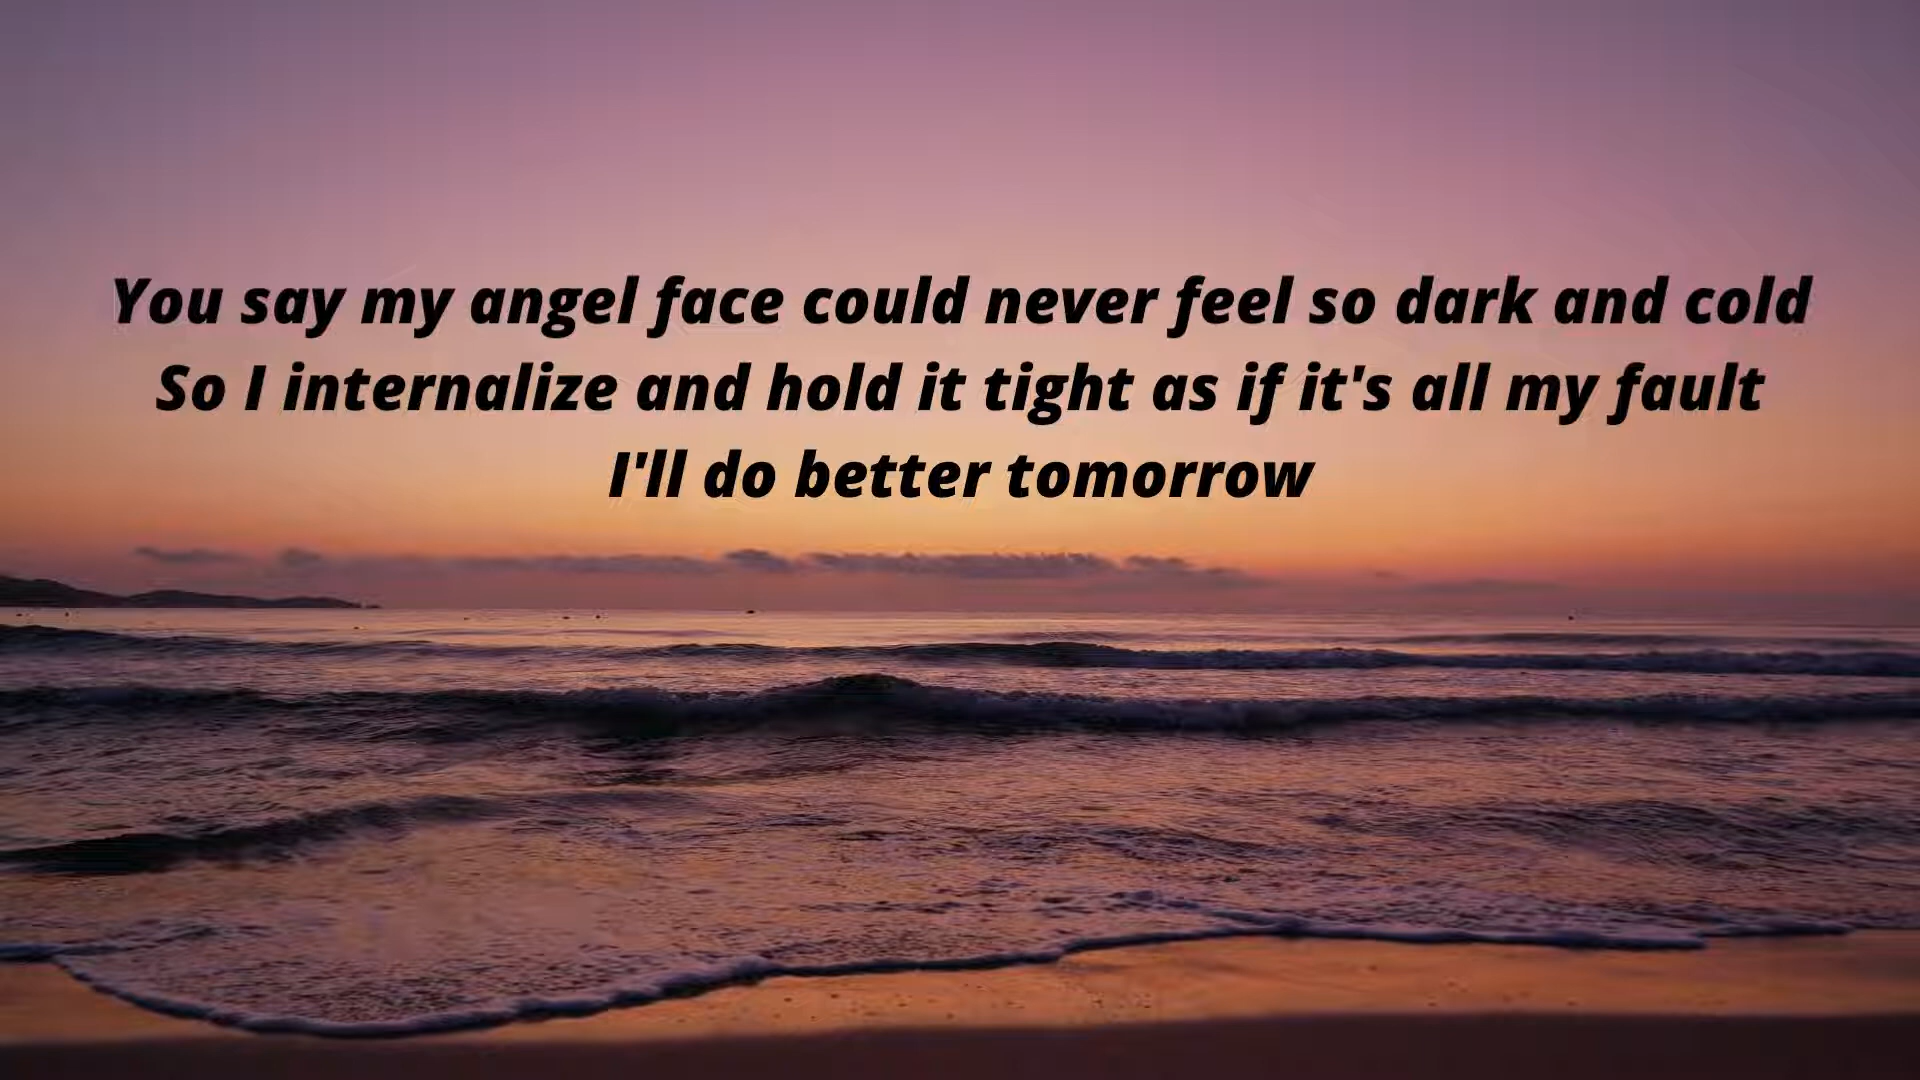 You say my angel face could never feel so dark and cold
So I internalize and hold it tight as if it's all my fault
I'll do better tomorrow